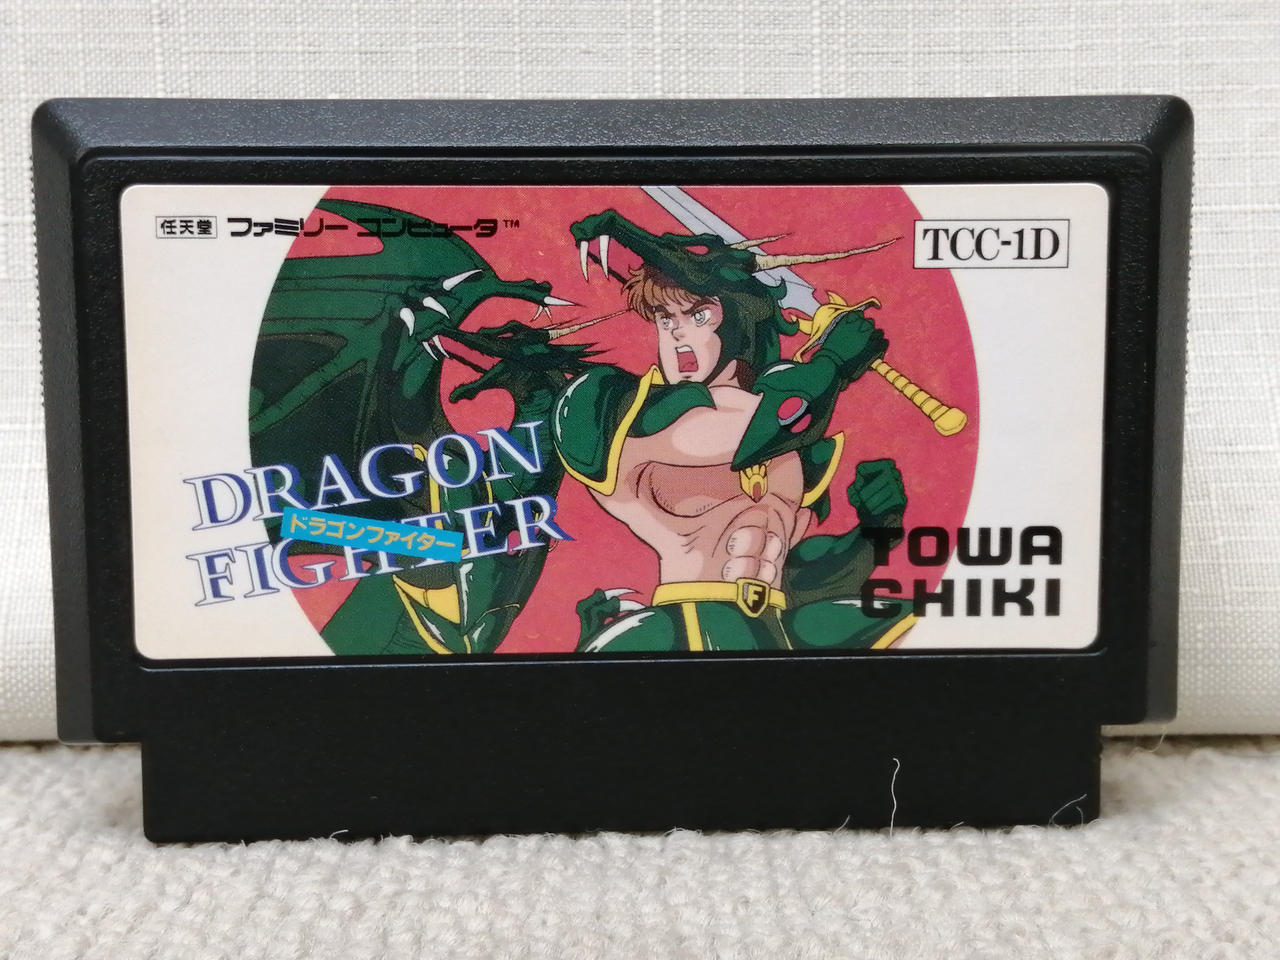 任天堂 ファミリー コンピュータ™
TCC-1D
DRAGON
FIGHTER
ドラゴンファイター
F
TOWA
CHIKI